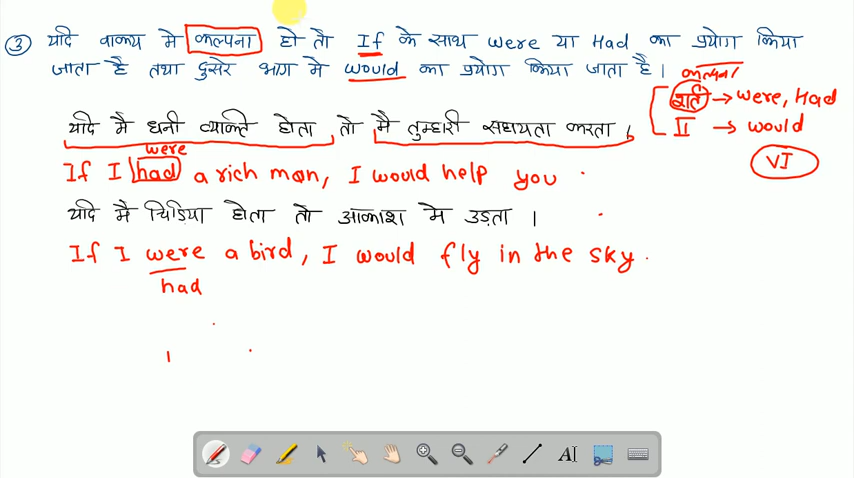 ③ यदि वाक्य मे कल्पना हो तो If के साथ were या Had का प्रयोग किया
जाता है तथा दुसरे भाग मे would का प्रयोग किया जाता है।
कल्पना
शर्त → were, Had
II → would
VI
यदि मै धनी व्यक्ति होता तो मै तुम्हारी सहायता करता।
were
If I had a rich man, I would help you
यदि मै चिडिया होता तो आकाश मे उड़ता।
If I were a bird, I would fly in the sky.
had